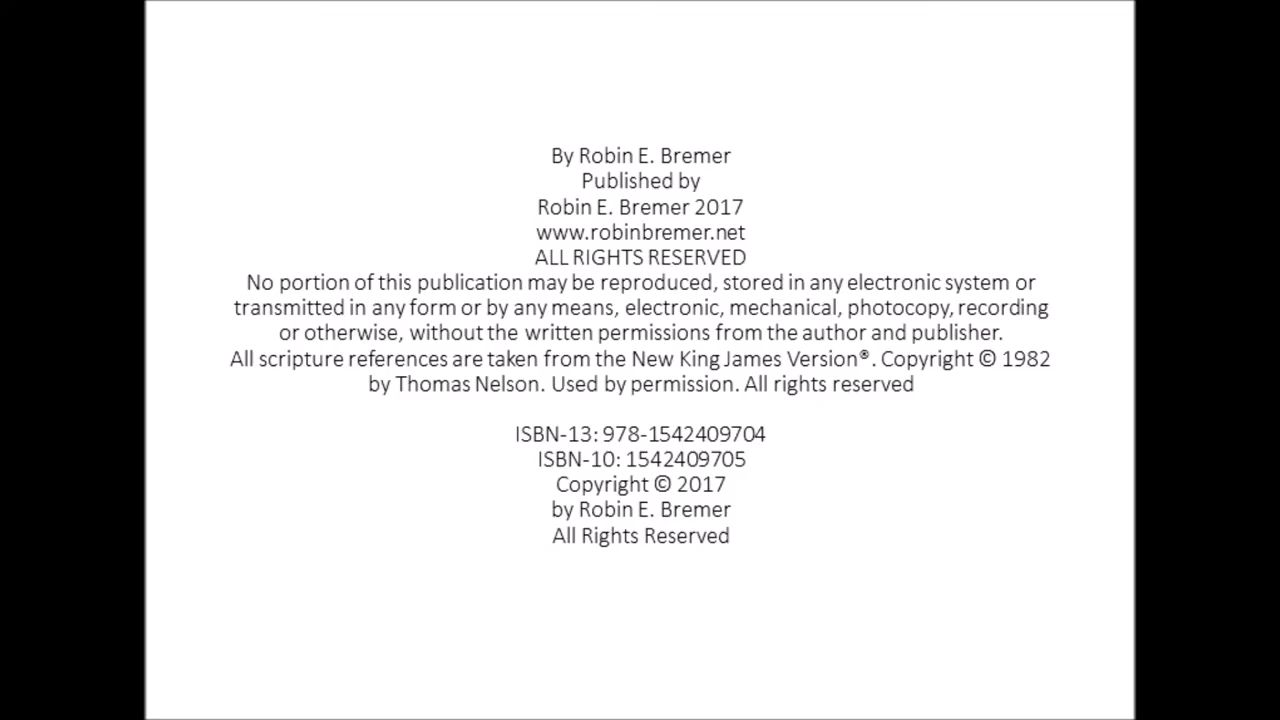 By Robin E. Bremer
Published by
Robin E. Bremer 2017
www.robinbremer.net
ALL RIGHTS RESERVED
No portion of this publication may be reproduced, stored in any electronic system or
transmitted in any form or by any means, electronic, mechanical, photocopy, recording
or otherwise, without the written permissions from the author and publisher.
All scripture references are taken from the New King James Version®. Copyright © 1982
by Thomas Nelson. Used by permission. All rights reserved
ISBN-13: 978-1542409704
ISBN-10: 1542409705
Copyright © 2017
by Robin E. Bremer
All Rights Reserved